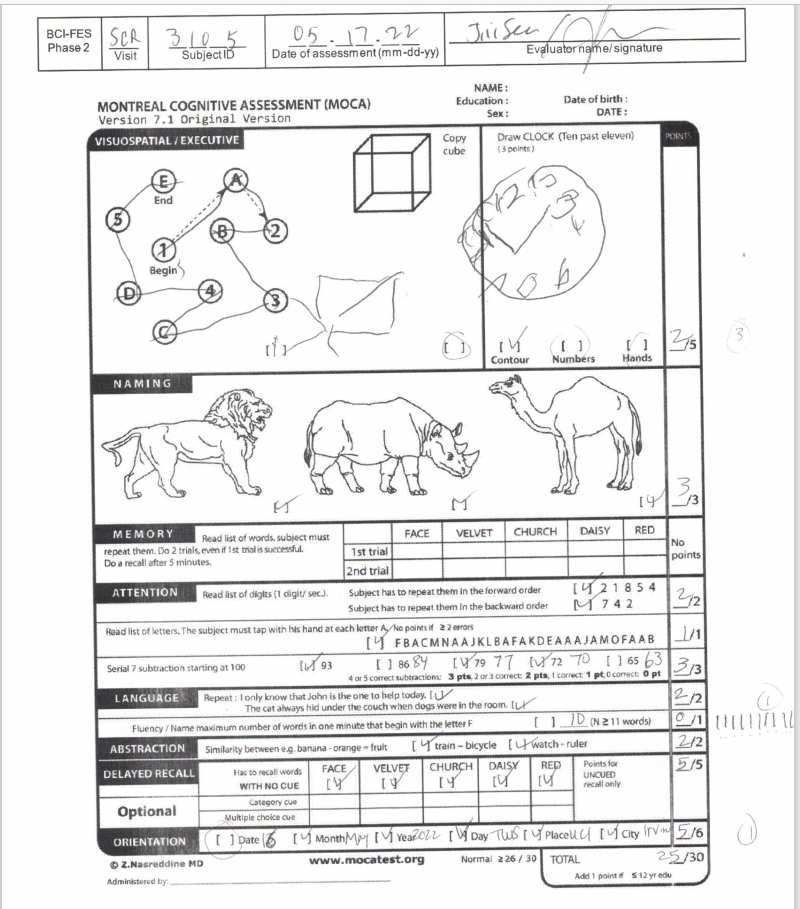 BCI-FES Phase 2
SCR
Visit
3105
Subject ID
05.17.22
Date of assessment (mm-dd-yy)
Evaluator name/signature
MONTREAL COGNITIVE ASSESSMENT (MOCA)
Version 7.1 Original Version
NAME :
Education :
Sex :
Date of birth :
DATE :
VISUOSPATIAL / EXECUTIVE
Copy cube
Draw CLOCK (Ten past eleven)
(3 points)
POINTS
E
End
A
5
B
2
1
Begin
D
4
3
C
12
3
4
6
[✓]
[ ]
[✓]
[ ]
[ ]
Contour
Numbers
Hands
2/5
3
NAMING
[✓]
[✓]
[✓]
3/3
MEMORY
Read list of words, subject must repeat them. Do 2 trials, even if 1st trial is successful.
Do a recall after 5 minutes.
FACE VELVET CHURCH DAISY RED
1st trial
2nd trial
No points
ATTENTION
Read list of digits (1 digit/ sec.).
Subject has to repeat them in the forward order [✓] 2 1 8 5 4
Subject has to repeat them in the backward order [✓] 7 4 2
2/2
Read list of letters. The subject must tap with his hand at each letter A. No points if ≥ 2 errors
[✓] F B A C M N A A J K L B A F A K D E A A A J A M O F A A B
1/1
Serial 7 subtraction starting at 100 [✓] 93 [ ] 86 84 [✓] 79 77 [✓] 72 70 [ ] 65 63
4 or 5 correct subtractions: 3 pts, 2 or 3 correct: 2 pts, 1 correct: 1 pt, 0 correct: 0 pt
3/3
LANGUAGE
Repeat : I only know that John is the one to help today. [✓]
The cat always hid under the couch when dogs were in the room. [✓]
2/2
Fluency / Name maximum number of words in one minute that begin with the letter F [ ] 10 (N ≥ 11 words)
0/1
1
ABSTRACTION
Similarity between e.g. banana - orange = fruit [✓] train – bicycle [✓] watch - ruler
2/2
DELAYED RECALL
Has to recall words
WITH NO CUE
FACE [✓]
VELVET [✓]
CHURCH [✓]
DAISY [✓]
RED [✓]
Points for UNCUED recall only
5/5
Optional
Category cue
Multiple choice cue
ORIENTATION
[ ] Date 18 [✓] Month May [✓] Year 2022 [✓] Day Tues [✓] Place UCI [✓] City
5/6
1
© Z.Nasreddine MD
www.mocatest.org
Normal ≥ 26 / 30
TOTAL
25/30
Administered by:
Add 1 point if ≤ 12 yr edu